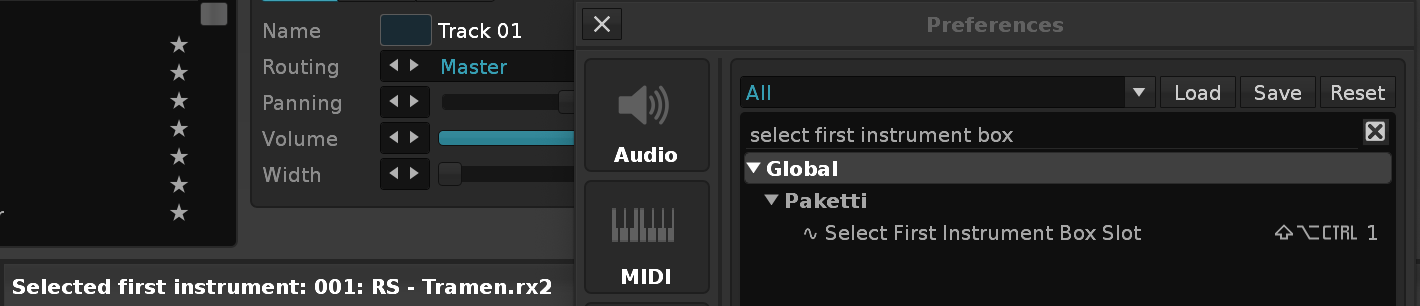 Name
Track 01
Routing
Master
Panning
Volume
Width
Selected first instrument: 001: RS - Tramen.rx2
Preferences
Audio
MIDI
All
Load
Save
Reset
select first instrument box
Global
Paketti
Select First Instrument Box Slot
⇧⌥CTRL 1